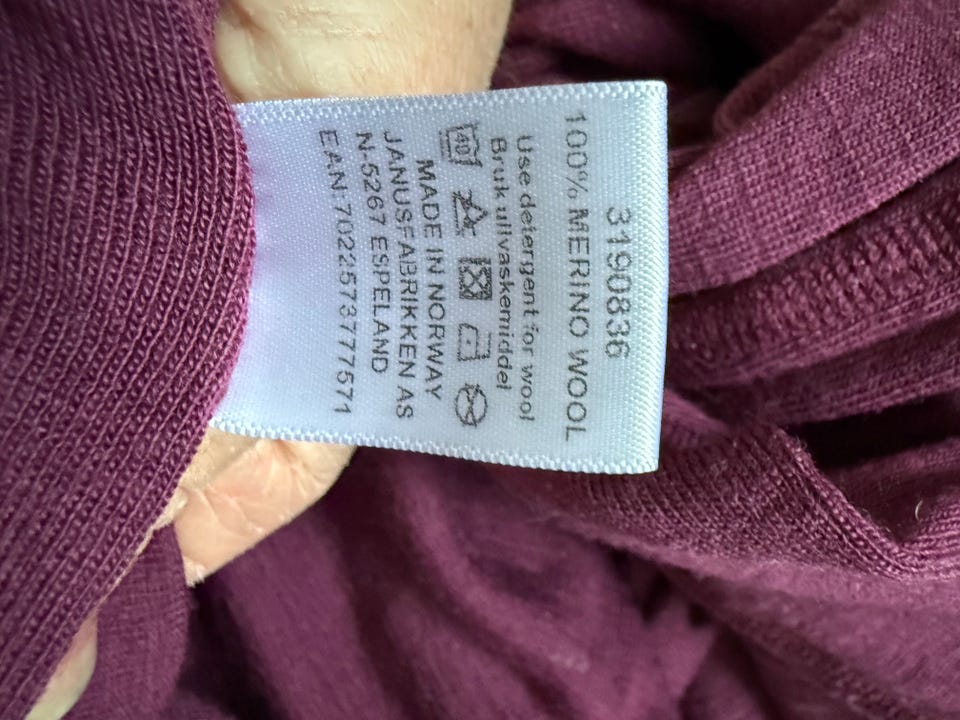 3190836
100% MERINO WOOL
Use detergent for wool
Bruk ullvaskemiddel
40
MADE IN NORWAY
JANUSFABRIKKEN AS
N-5267 ESPELAND
EAN:7022573777571